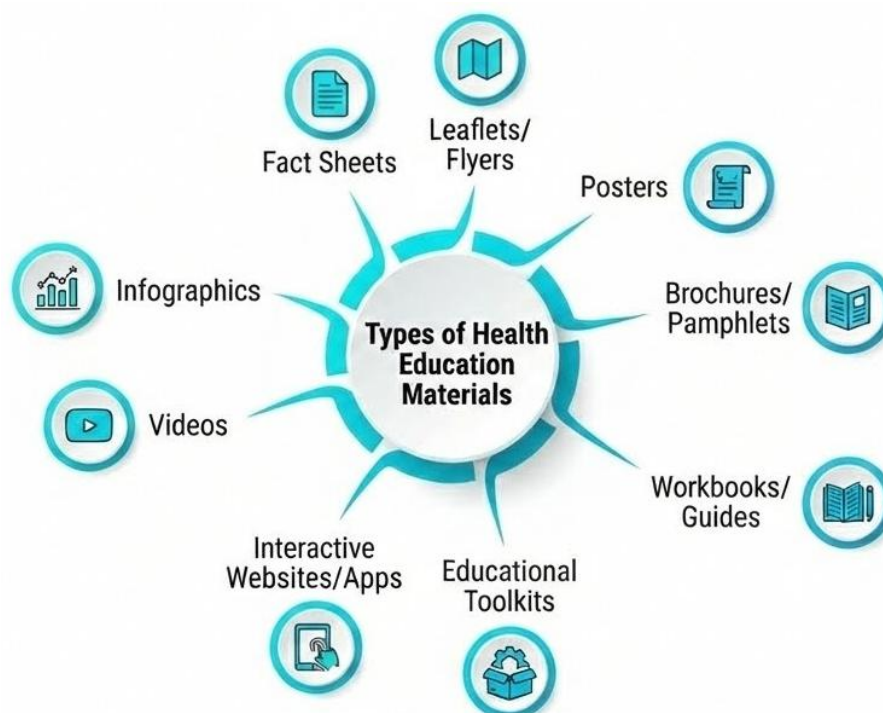 Types of Health
Education
Materials
Leaflets/
Flyers
Posters
Brochures/
Pamphlets
Workbooks/
Guides
Educational
Toolkits
Interactive
Websites/Apps
Videos
Infographics
Fact Sheets